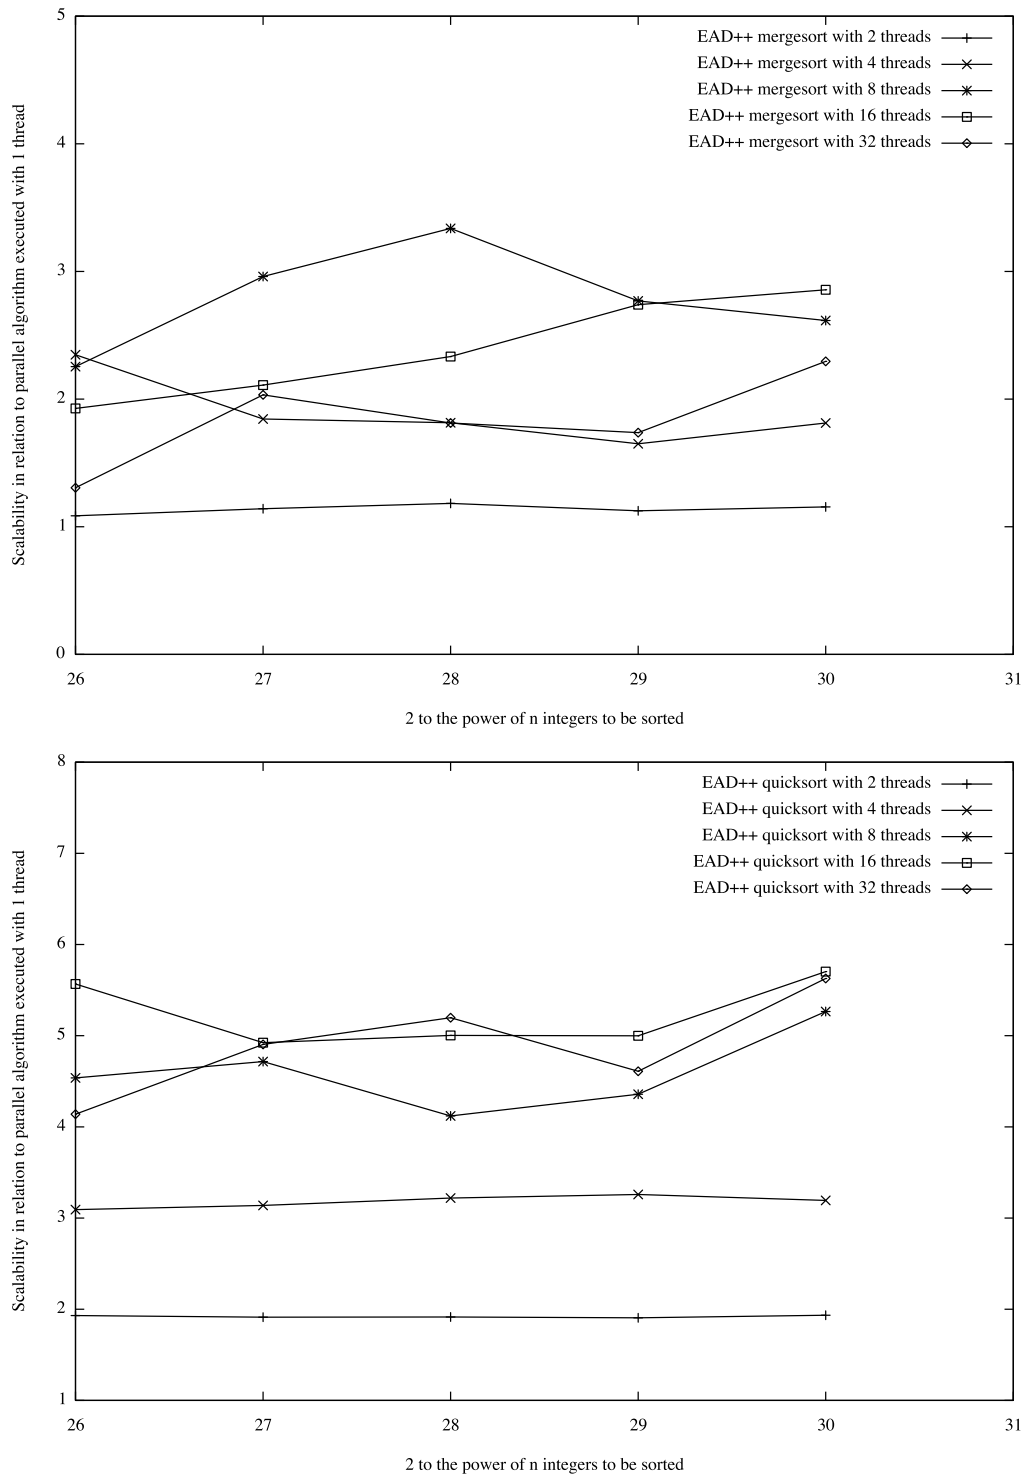 5
EAD++ mergesort with 2 threads
EAD++ mergesort with 4 threads
EAD++ mergesort with 8 threads
EAD++ mergesort with 16 threads
EAD++ mergesort with 32 threads
4
3
2
1
0
Scalability in relation to parallel algorithm executed with 1 thread
26 27 28 29 30 31
2 to the power of n integers to be sorted
8
EAD++ quicksort with 2 threads
EAD++ quicksort with 4 threads
EAD++ quicksort with 8 threads
EAD++ quicksort with 16 threads
EAD++ quicksort with 32 threads
7
6
5
4
3
2
1
Scalability in relation to parallel algorithm executed with 1 thread
26 27 28 29 30 31
2 to the power of n integers to be sorted